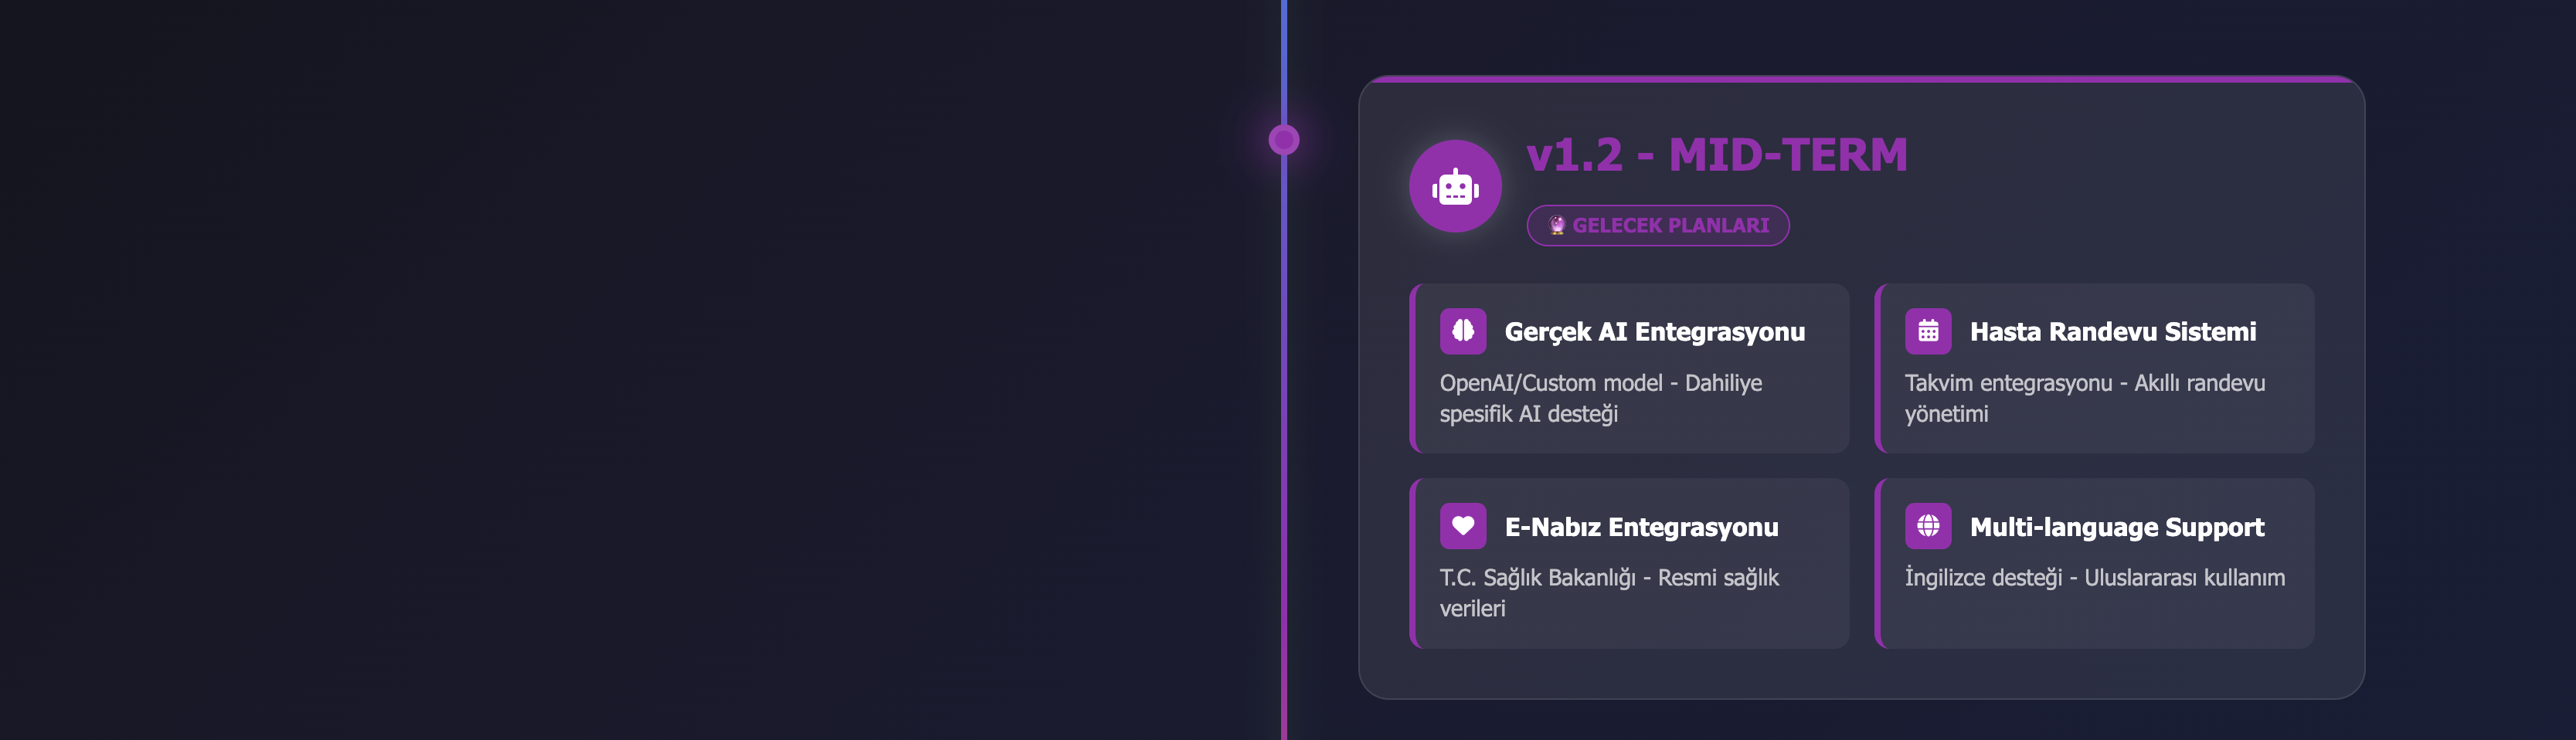 v1.2 - MID-TERM
🔮 GELECEK PLANLARI
Gerçek AI Entegrasyonu
OpenAI/Custom model - Dahiliye
spesifik AI desteği
Hasta Randevu Sistemi
Takvim entegrasyonu - Akıllı randevu
yönetimi
E-Nabız Entegrasyonu
T.C. Sağlık Bakanlığı - Resmi sağlık
verileri
Multi-language Support
İngilizce desteği - Uluslararası kullanım